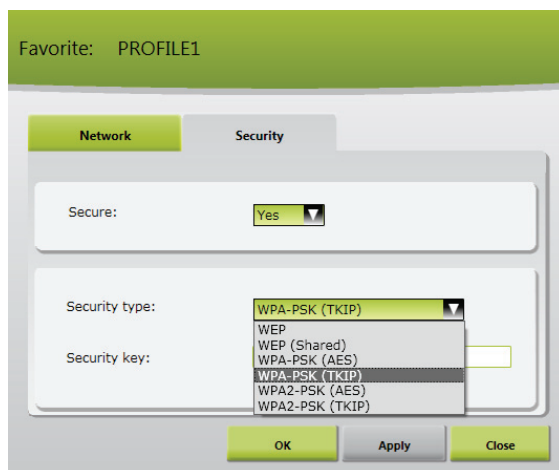 Favorite: PROFILE1
Network Security
Secure: Yes
Security type: WPA-PSK (TKIP)
WEP
WEP (Shared)
Security key: WPA-PSK (AES)
WPA-PSK (TKIP)
WPA2-PSK (AES)
WPA2-PSK (TKIP)
OK Apply Close